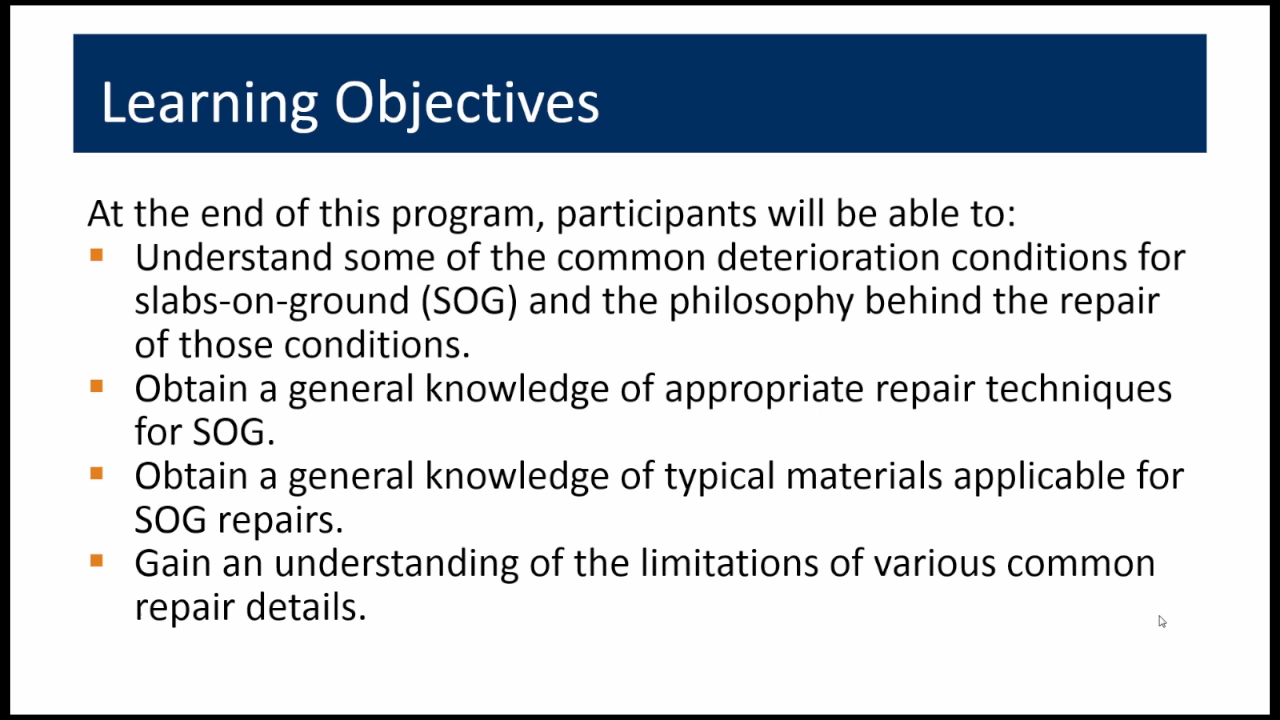 Learning Objectives
At the end of this program, participants will be able to:
▪ Understand some of the common deterioration conditions for
slabs-on-ground (SOG) and the philosophy behind the repair
of those conditions.
▪ Obtain a general knowledge of appropriate repair techniques
for SOG.
▪ Obtain a general knowledge of typical materials applicable for
SOG repairs.
▪ Gain an understanding of the limitations of various common
repair details.